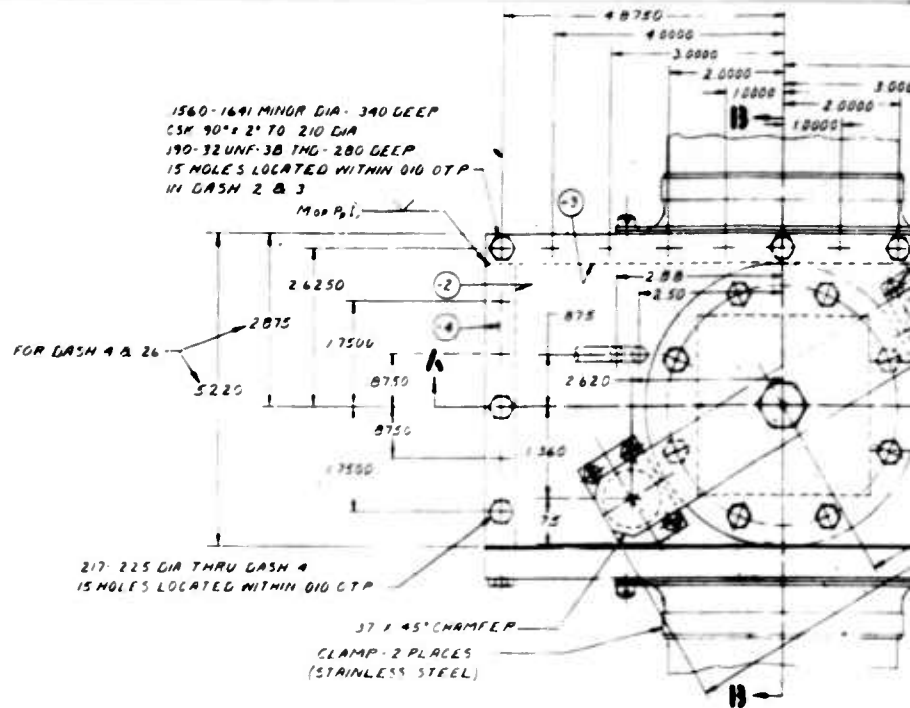 4.8750
4.0000
3.0000
2.0000
1.0000
3.000
2.0000
1.0000
B
.1560-.1641 MINOR DIA-.340 DEEP
CSK 90° ± 2° TO .210 DIA
.190-32 UNF-3B THD-.280 DEEP
15 HOLES LOCATED WITHIN .010 OTP
IN DASH 2 & 3
-3
2.6250
-2
2.88
2.50
.875
2.875
1.7500
-4
FOR DASH 4 & 26
A
.8750
2.620
5.220
.8750
1.360
1.7500
.75
.217-.225 DIA THRU DASH 4
15 HOLES LOCATED WITHIN .010 OTP
.37 X 45° CHAMFER
CLAMP-2 PLACES
(STAINLESS STEEL)
B